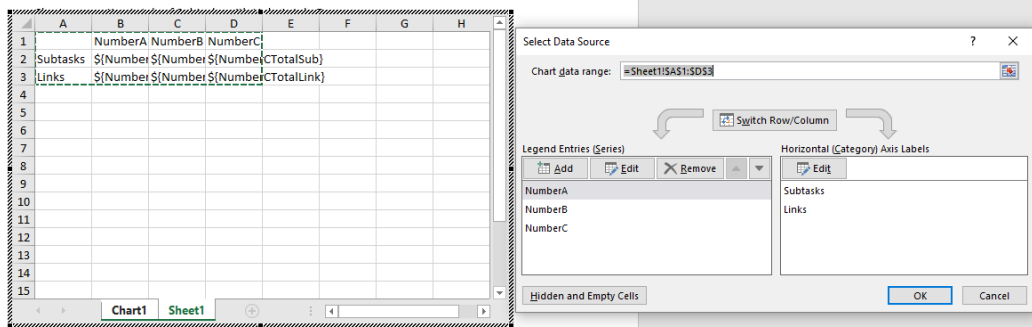 A B C D E F G H
1 NumberA NumberB NumberC
2 Subtasks ${Number ${Number ${NumberCTotalSub}
3 Links ${Number ${Number ${NumberCTotalLink}
4
5
6
7
8
9
10
11
12
13
14
15
Chart1 Sheet1
Select Data Source ? ×
Chart data range: =Sheet1!$A$1:$D$3
Switch Row/Column
Legend Entries (Series) Horizontal (Category) Axis Labels
Add Edit Remove Edit
NumberA Subtasks
NumberB Links
NumberC
Hidden and Empty Cells OK Cancel